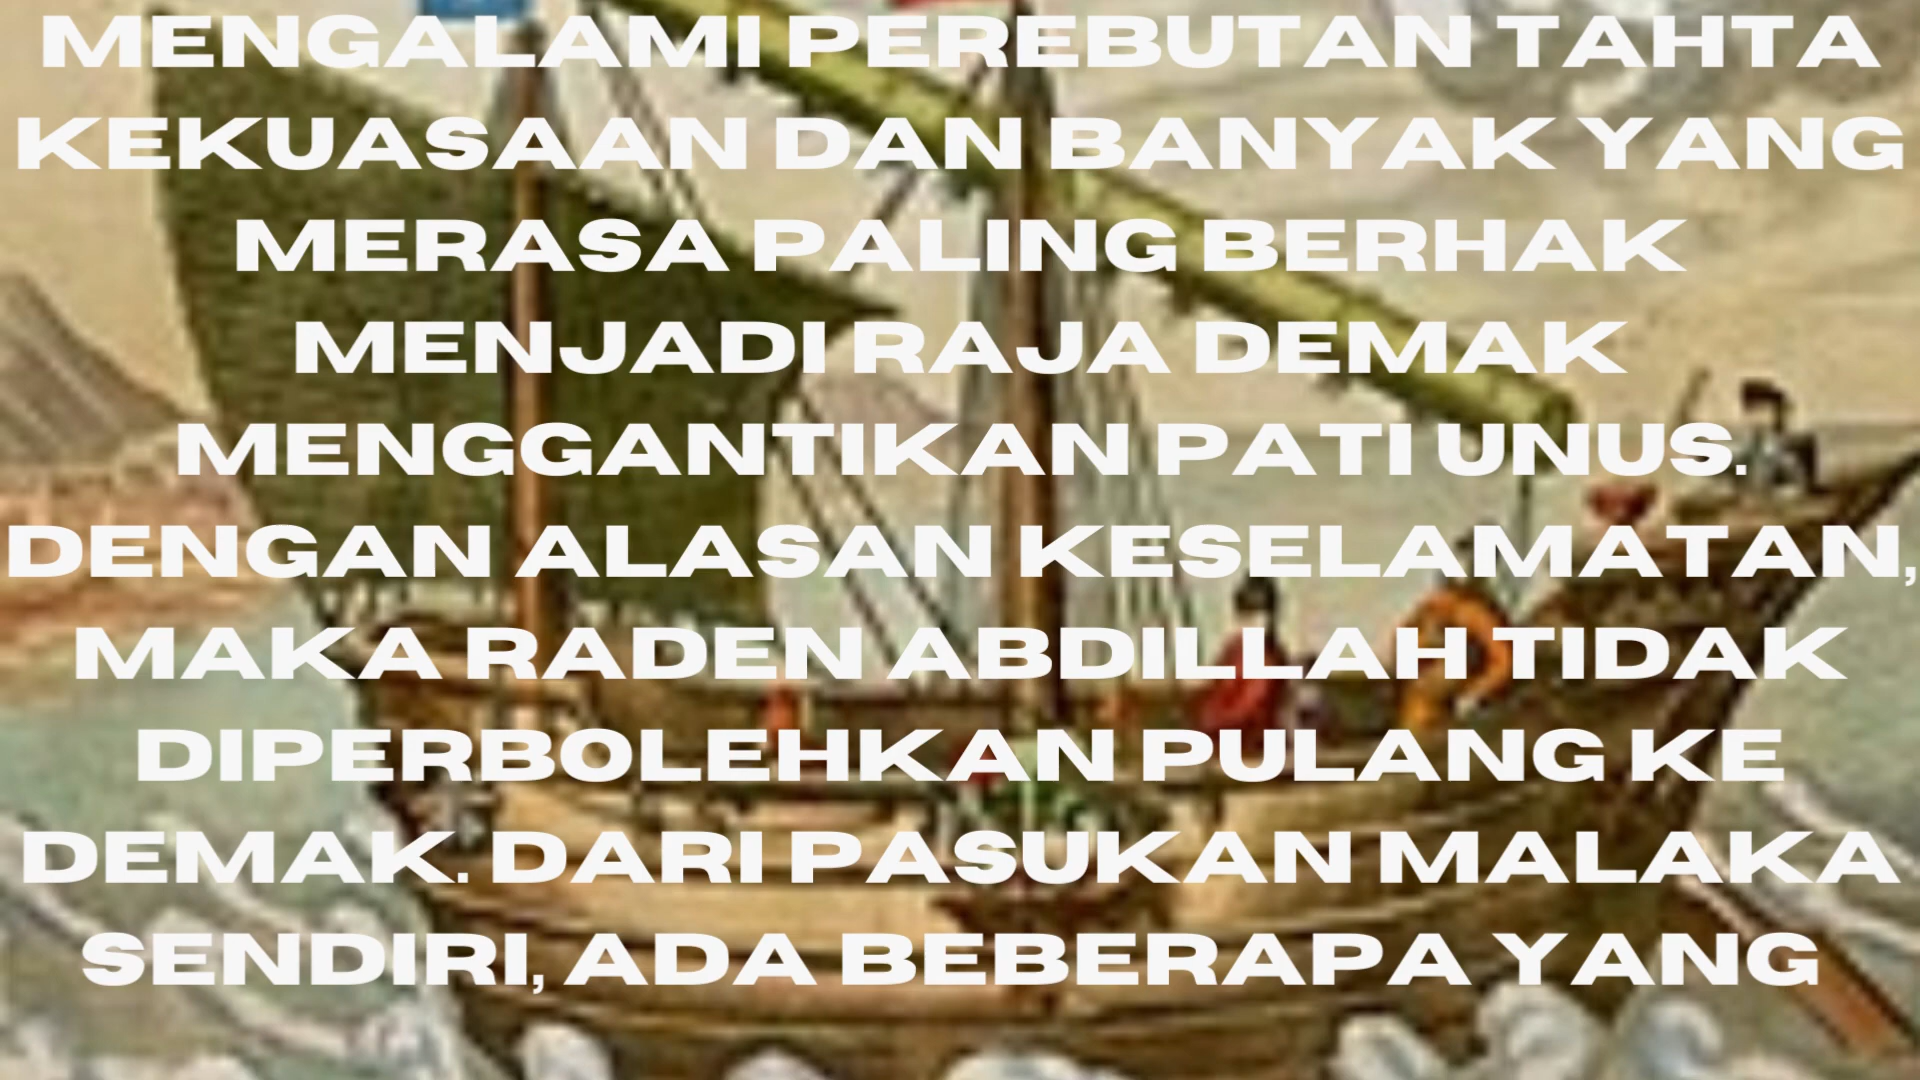 MENGALAMI PEREBUTAN TAHTA
KEKUASAAN DAN BANYAK YANG
MERASA PALING BERHAK
MENJADI RAJA DEMAK
MENGGANTIKAN PATI UNUS.
DENGAN ALASAN KESELAMATAN,
MAKA RADEN ABDILLAH TIDAK
DIPERBOLEHKAN PULANG KE
DEMAK. DARI PASUKAN MALAKA
SENDIRI, ADA BEBERAPA YANG